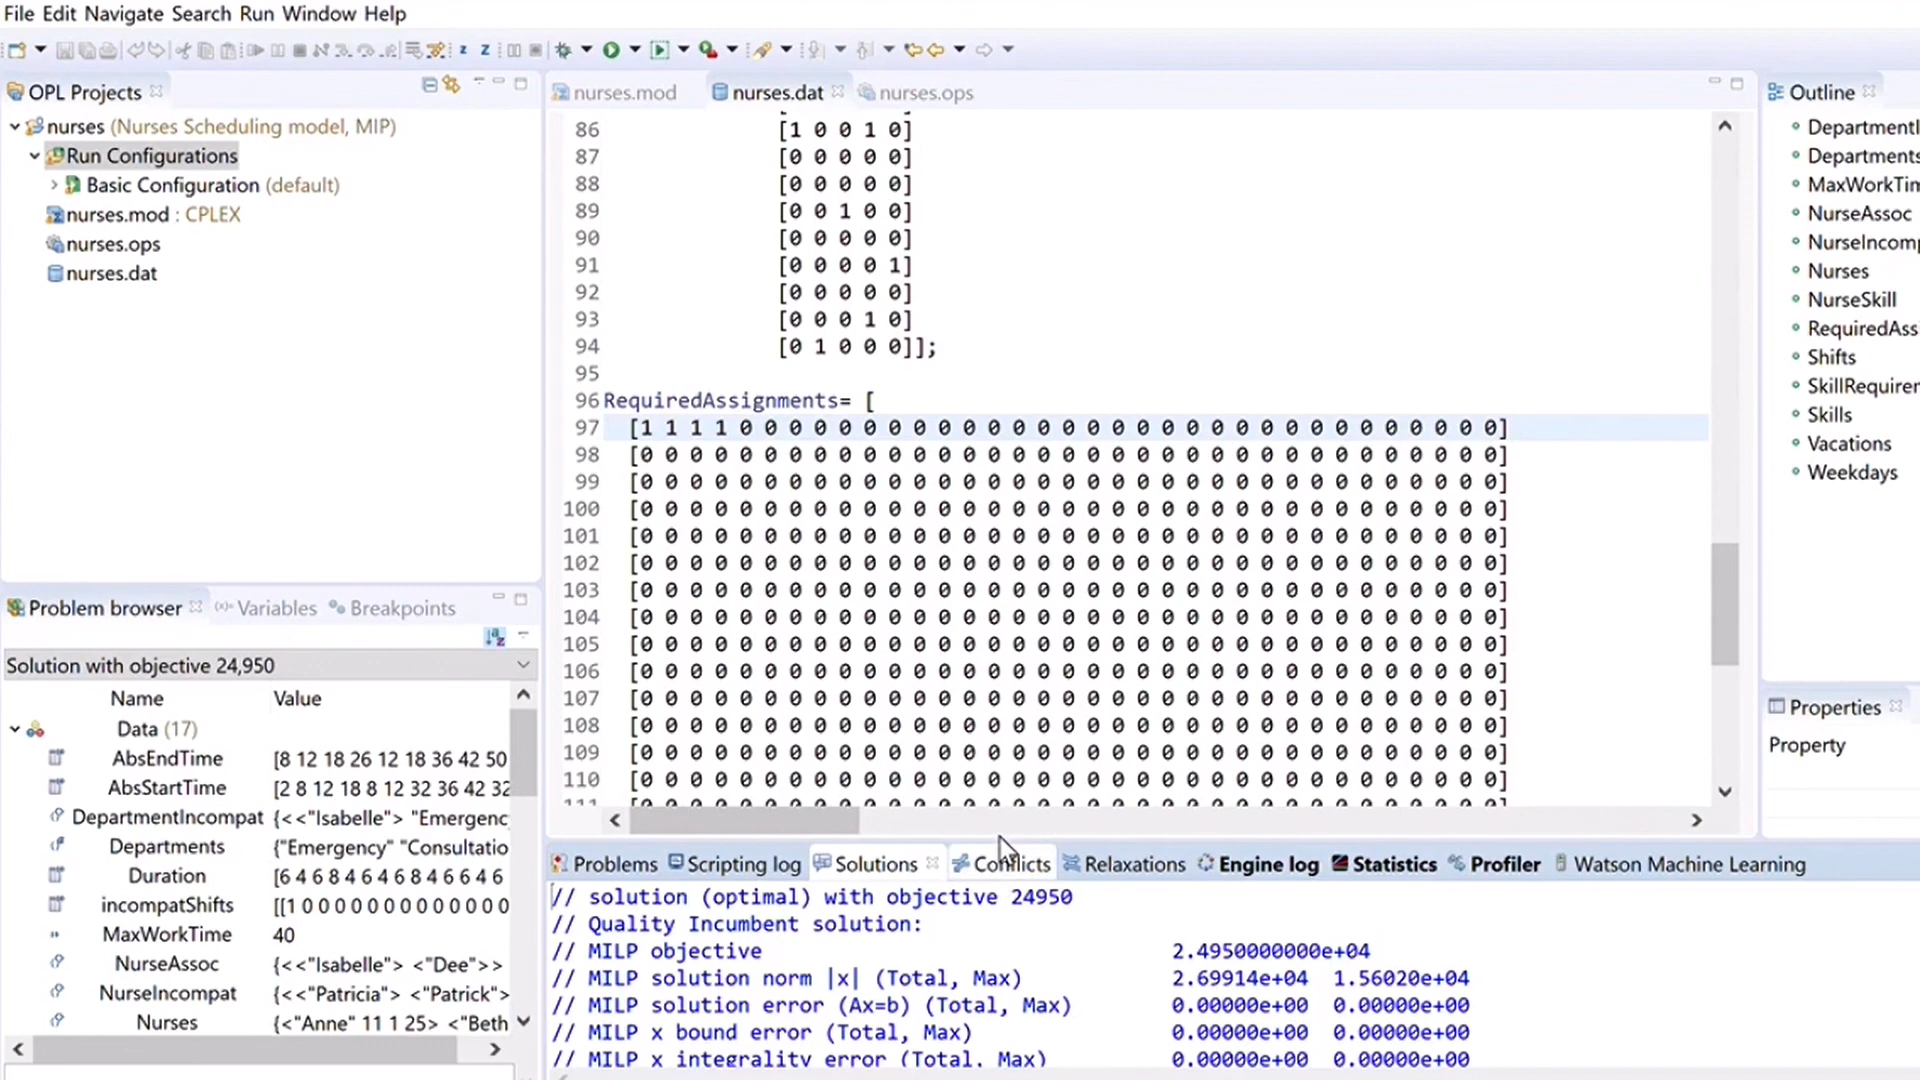 File Edit Navigate Search Run Window Help
OPL Projects
nurses (Nurses Scheduling model, MIP)
Run Configurations
Basic Configuration (default)
nurses.mod : CPLEX
nurses.ops
nurses.dat
Problem browser Variables Breakpoints
Solution with objective 24,950
Name Value
Data (17)
AbsEndTime [8 12 18 26 12 18 36 42 50
AbsStartTime [2 8 12 18 8 12 32 36 42 32
DepartmentIncompat {<<"Isabelle"> "Emergenc
Departments {"Emergency" "Consultatio
Duration [6 4 6 8 4 6 4 6 8 4 6 6 4 6
incompatShifts [[1 0 0 0 0 0 0 0 0 0 0 0 0 0
MaxWorkTime 40
NurseAssoc {<<"Isabelle"> <"Dee">>
NurseIncompat {<<"Patricia"> <"Patrick">
Nurses {<"Anne" 11 1 25> <"Beth
nurses.mod nurses.dat nurses.ops
86 [1 0 0 1 0]
87 [0 0 0 0 0]
88 [0 0 0 0 0]
89 [0 0 1 0 0]
90 [0 0 0 0 0]
91 [0 0 0 0 1]
92 [0 0 0 0 0]
93 [0 0 0 1 0]
94 [0 1 0 0 0]];
95
96 RequiredAssignments= [
97 [1 1 1 1 0 0 0 0 0 0 0 0 0 0 0 0 0 0 0 0 0 0 0 0 0 0 0 0 0 0 0 0 0 0 0]
98 [0 0 0 0 0 0 0 0 0 0 0 0 0 0 0 0 0 0 0 0 0 0 0 0 0 0 0 0 0 0 0 0 0 0 0]
99 [0 0 0 0 0 0 0 0 0 0 0 0 0 0 0 0 0 0 0 0 0 0 0 0 0 0 0 0 0 0 0 0 0 0 0]
100 [0 0 0 0 0 0 0 0 0 0 0 0 0 0 0 0 0 0 0 0 0 0 0 0 0 0 0 0 0 0 0 0 0 0 0]
101 [0 0 0 0 0 0 0 0 0 0 0 0 0 0 0 0 0 0 0 0 0 0 0 0 0 0 0 0 0 0 0 0 0 0 0]
102 [0 0 0 0 0 0 0 0 0 0 0 0 0 0 0 0 0 0 0 0 0 0 0 0 0 0 0 0 0 0 0 0 0 0 0]
103 [0 0 0 0 0 0 0 0 0 0 0 0 0 0 0 0 0 0 0 0 0 0 0 0 0 0 0 0 0 0 0 0 0 0 0]
104 [0 0 0 0 0 0 0 0 0 0 0 0 0 0 0 0 0 0 0 0 0 0 0 0 0 0 0 0 0 0 0 0 0 0 0]
105 [0 0 0 0 0 0 0 0 0 0 0 0 0 0 0 0 0 0 0 0 0 0 0 0 0 0 0 0 0 0 0 0 0 0 0]
106 [0 0 0 0 0 0 0 0 0 0 0 0 0 0 0 0 0 0 0 0 0 0 0 0 0 0 0 0 0 0 0 0 0 0 0]
107 [0 0 0 0 0 0 0 0 0 0 0 0 0 0 0 0 0 0 0 0 0 0 0 0 0 0 0 0 0 0 0 0 0 0 0]
108 [0 0 0 0 0 0 0 0 0 0 0 0 0 0 0 0 0 0 0 0 0 0 0 0 0 0 0 0 0 0 0 0 0 0 0]
109 [0 0 0 0 0 0 0 0 0 0 0 0 0 0 0 0 0 0 0 0 0 0 0 0 0 0 0 0 0 0 0 0 0 0 0]
110 [0 0 0 0 0 0 0 0 0 0 0 0 0 0 0 0 0 0 0 0 0 0 0 0 0 0 0 0 0 0 0 0 0 0 0]
Problems Scripting log Solutions Conflicts Relaxations Engine log Statistics Profiler Watson Machine Learning
// solution (optimal) with objective 24950
// Quality Incumbent solution:
// MILP objective 2.4950000000e+04
// MILP solution norm |x| (Total, Max) 2.69914e+04 1.56020e+04
// MILP solution error (Ax=b) (Total, Max) 0.00000e+00 0.00000e+00
// MILP x bound error (Total, Max) 0.00000e+00 0.00000e+00
// MILP x integrality error (Total, Max) 0.00000e+00 0.00000e+00
Outline
DepartmentI
Departments
MaxWorkTim
NurseAssoc
NurseIncomp
Nurses
NurseSkill
RequiredAssi
Shifts
SkillRequirer
Skills
Vacations
Weekdays
Properties
Property